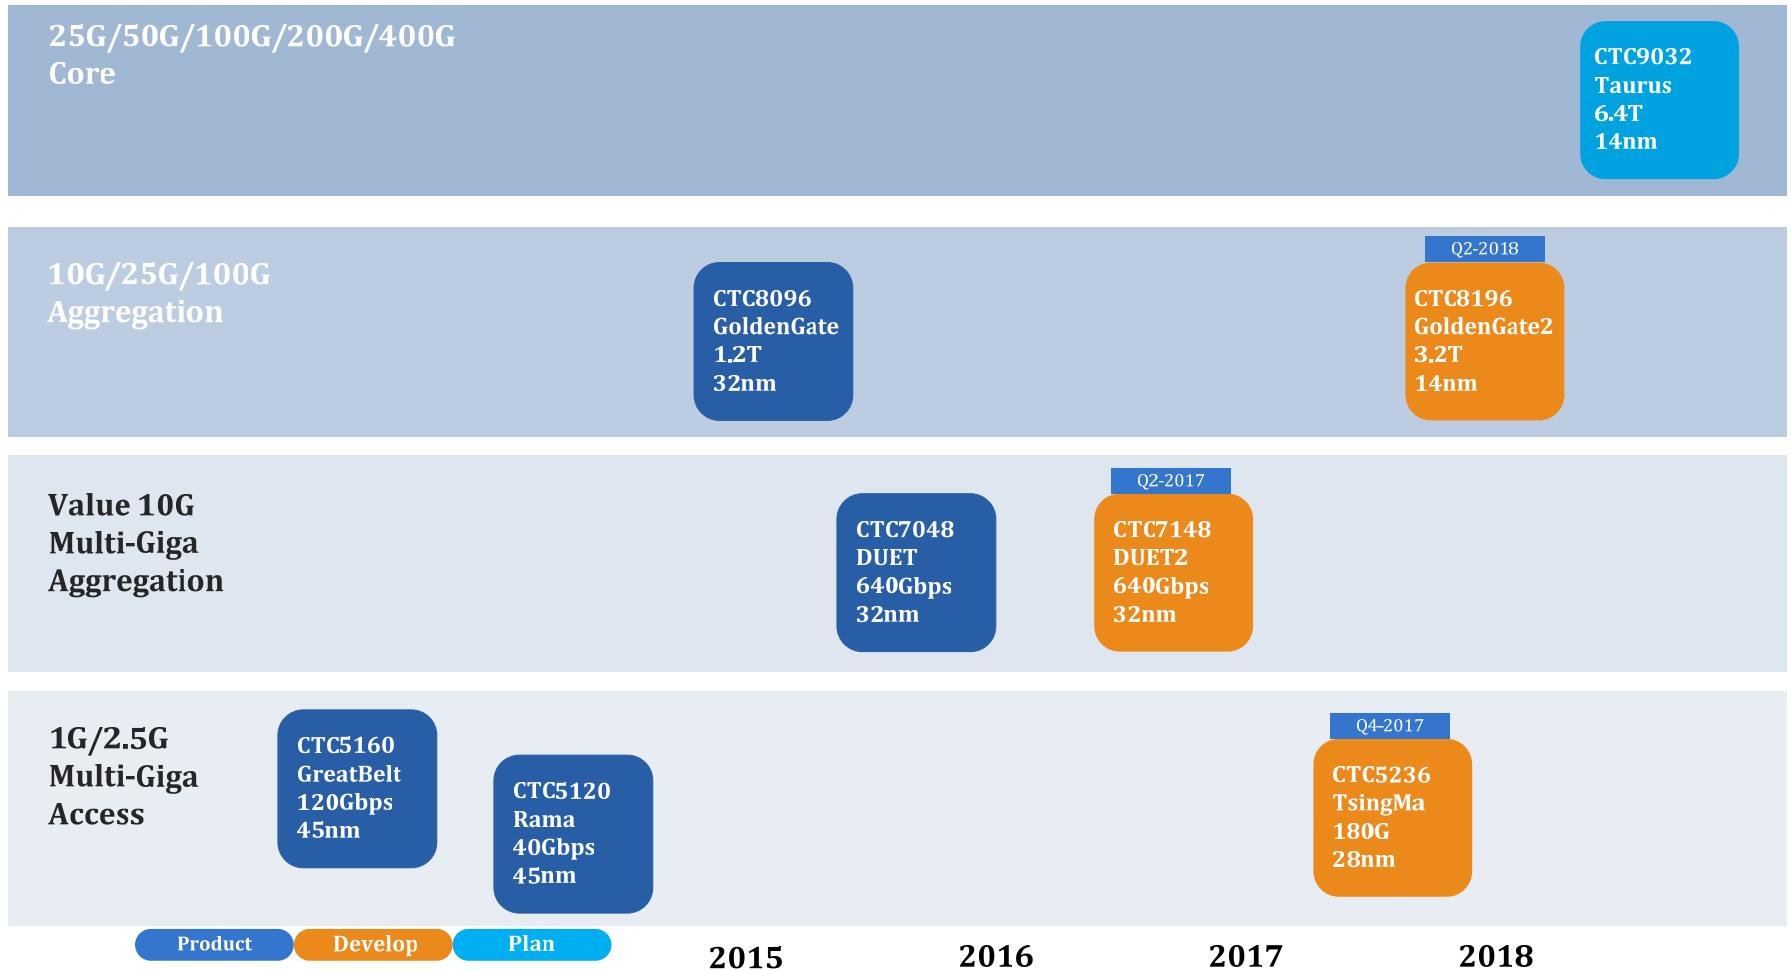 25G/50G/100G/200G/400G
Core
CTC9032
Taurus
6.4T
14nm
10G/25G/100G
Aggregation
CTC8096
GoldenGate
1.2T
32nm
Q2-2018
CTC8196
GoldenGate2
3.2T
14nm
Value 10G
Multi-Giga
Aggregation
CTC7048
DUET
640Gbps
32nm
Q2-2017
CTC7148
DUET2
640Gbps
32nm
1G/2.5G
Multi-Giga
Access
CTC5160
GreatBelt
120Gbps
45nm
CTC5120
Rama
40Gbps
45nm
Q4-2017
CTC5236
TsingMa
180G
28nm
Product
Develop
Plan
2015
2016
2017
2018